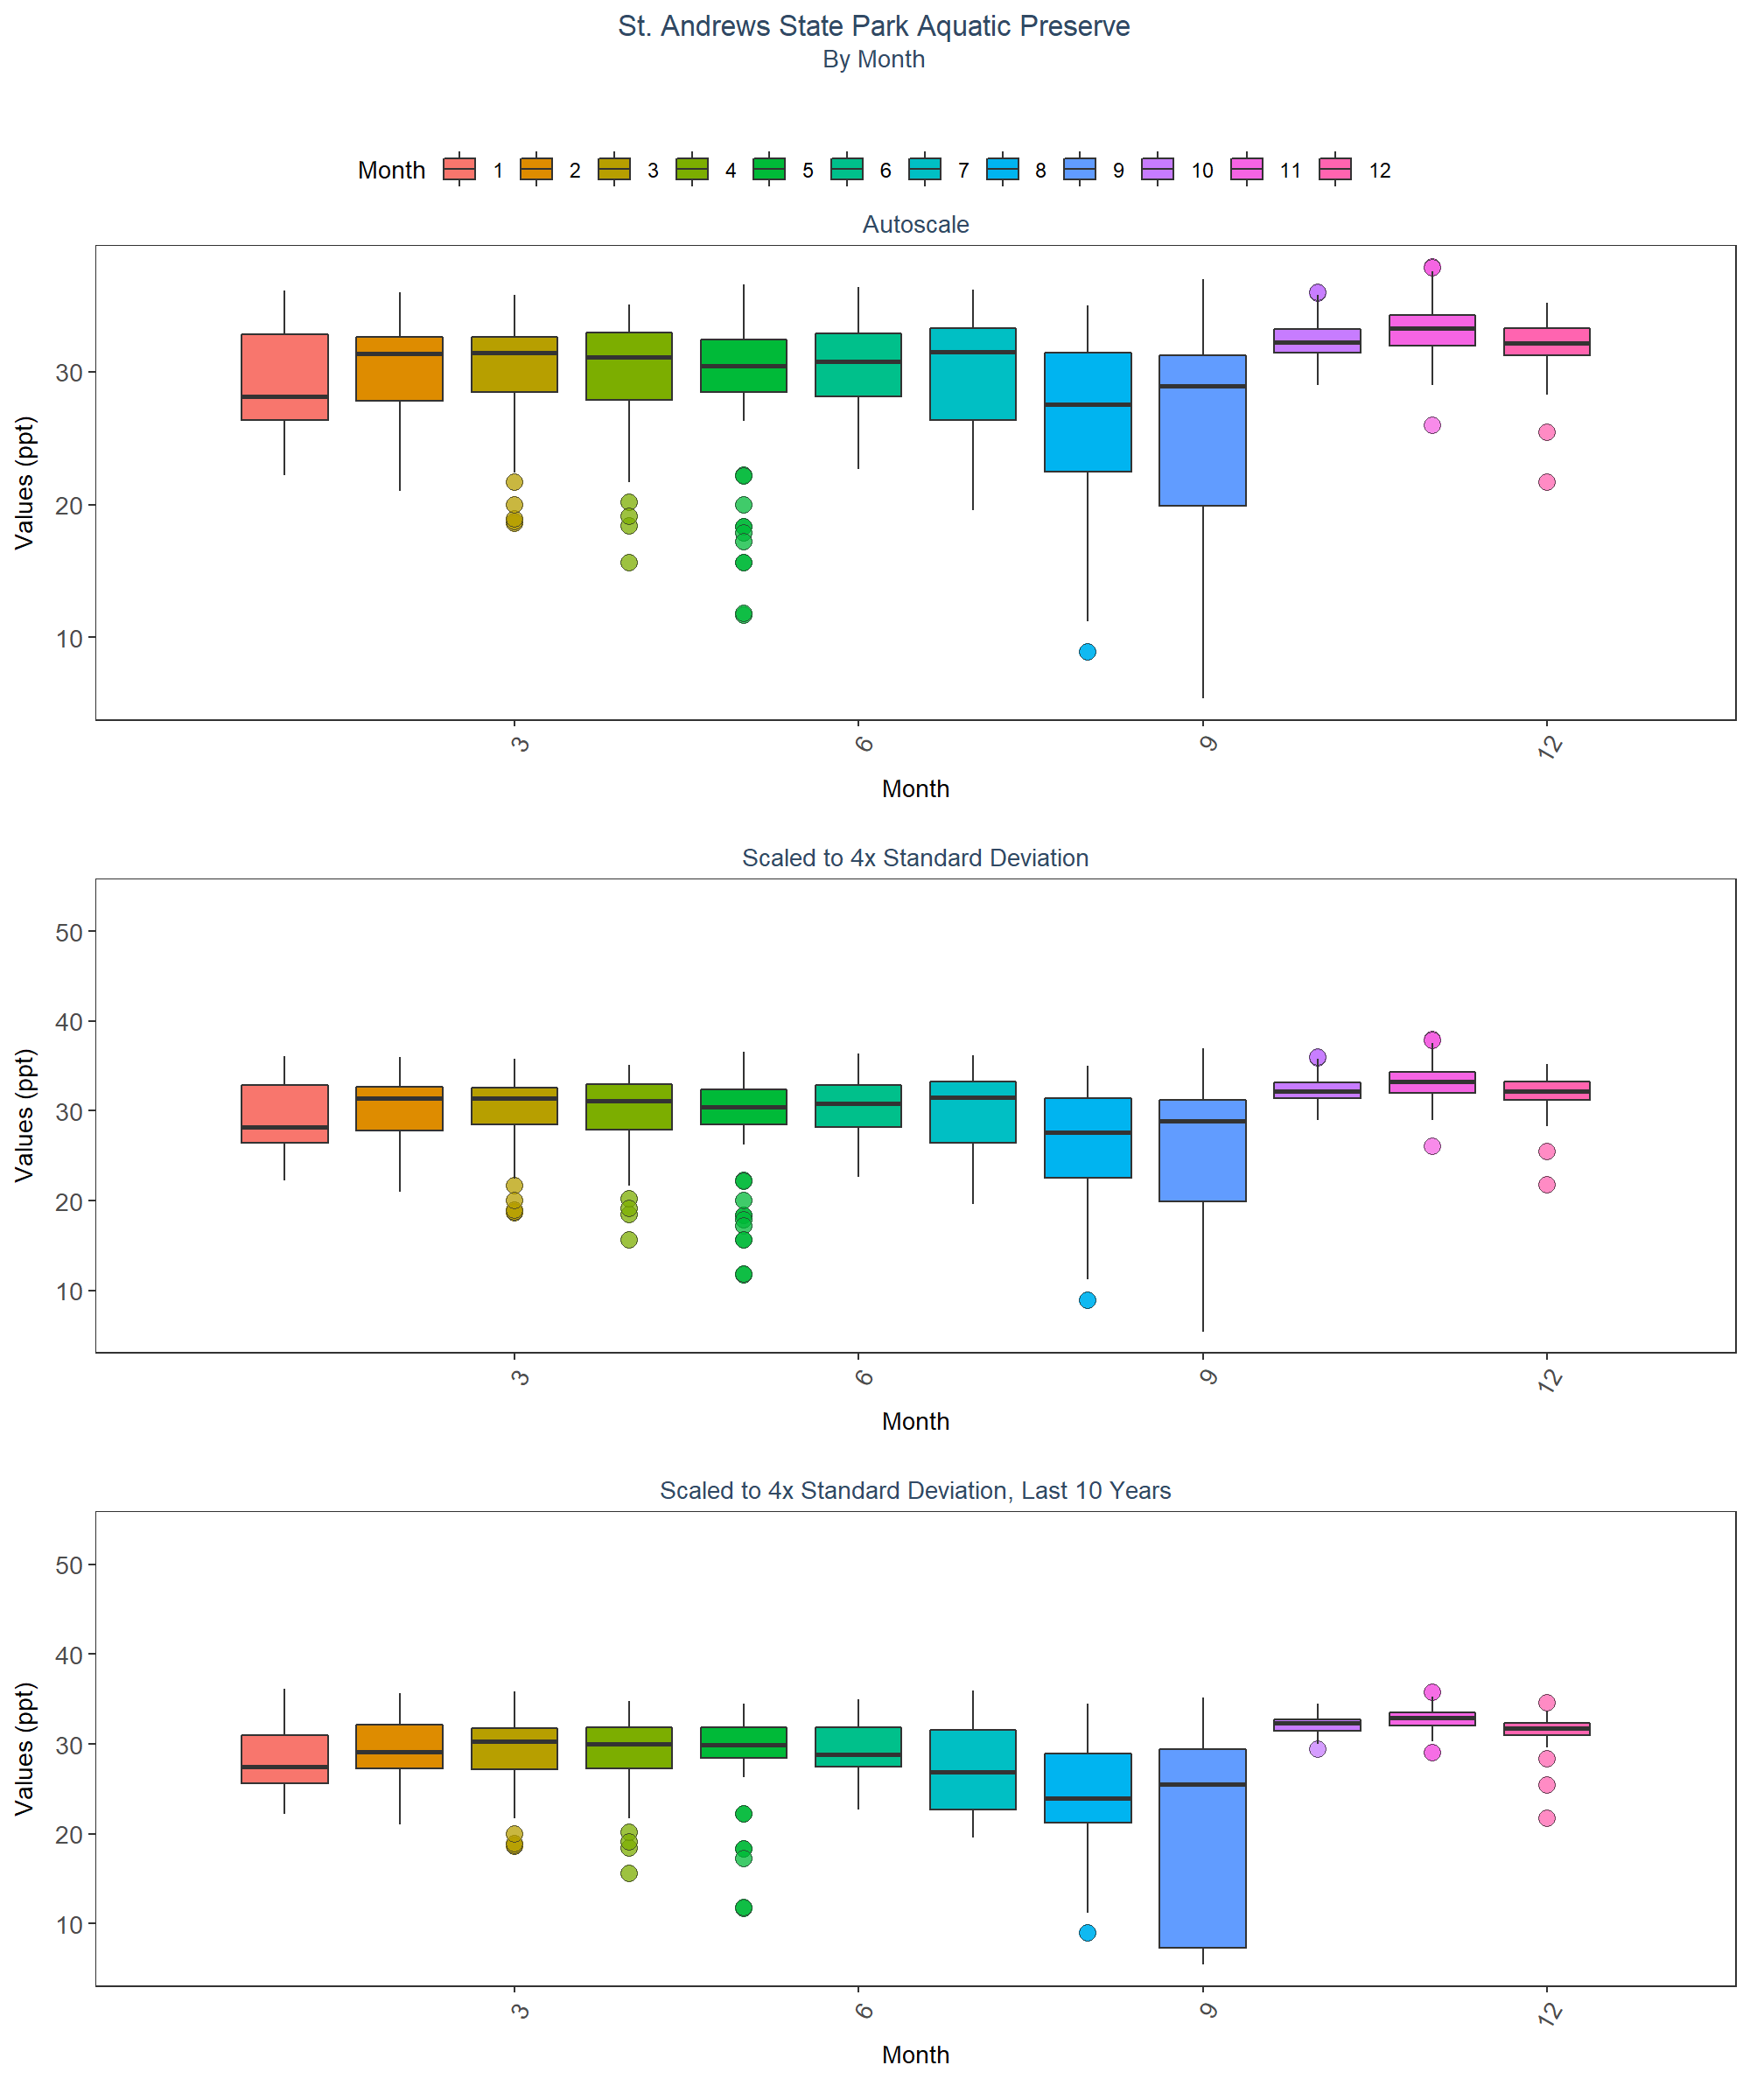 St. Andrews State Park Aquatic Preserve
By Month
Month 1 2 3 4 5 6 7 8 9 10 11 12
Autoscale
Values (ppt)
30
20
10
3 6 9 12
Month
Scaled to 4x Standard Deviation
Values (ppt)
50
40
30
20
10
3 6 9 12
Month
Scaled to 4x Standard Deviation, Last 10 Years
Values (ppt)
50
40
30
20
10
3 6 9 12
Month